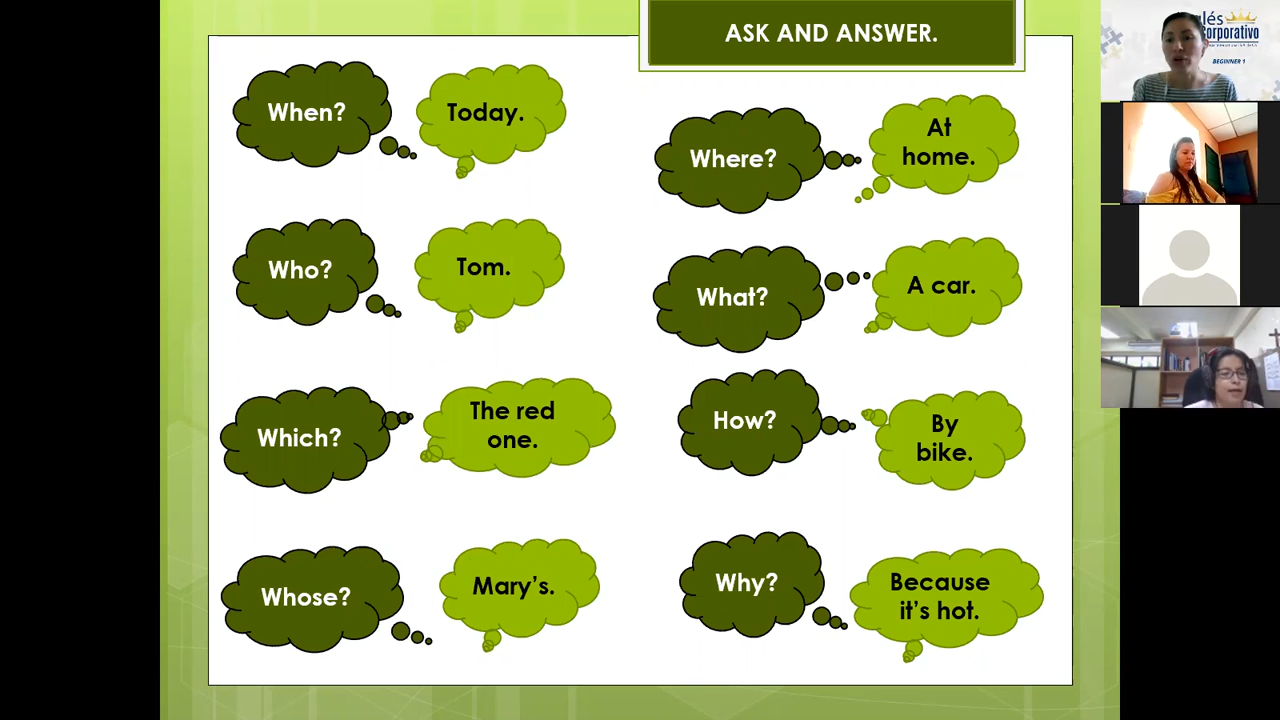 ASK AND ANSWER.
When?
Today.
Where?
At
home.
Who?
Tom.
What?
A car.
Which?
The red
one.
How?
By
bike.
Whose?
Mary's.
Why?
Because
it's hot.
BEGINNER 1